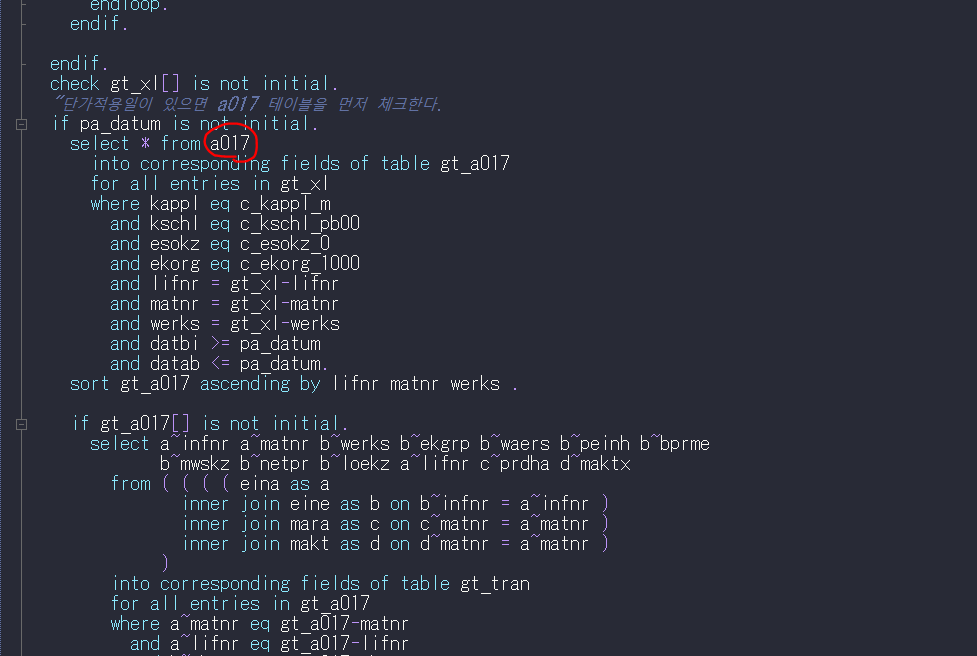 endloop.
endif.
endif.
check gt_xl[] is not initial.
"단가적용일이 있으면 a017 테이블을 먼저 체크한다.
if pa_datum is not initial.
select * from a017
into corresponding fields of table gt_a017
for all entries in gt_xl
where kappl eq c_kappl_m
and kschl eq c_kschl_pb00
and esokz eq c_esokz_0
and ekorg eq c_ekorg_1000
and lifnr = gt_xl-lifnr
and matnr = gt_xl-matnr
and werks = gt_xl-werks
and datbi >= pa_datum
and datab <= pa_datum.
sort gt_a017 ascending by lifnr matnr werks .
if gt_a017[] is not initial.
select a~infnr a~matnr b~werks b~ekgrp b~waers b~peinh b~bprme
b~mwskz b~netpr b~loekz a~lifnr c~prdha d~maktx
from ( ( ( ( eina as a
inner join eine as b on b~infnr = a~infnr )
inner join mara as c on c~matnr = a~matnr )
inner join makt as d on d~matnr = a~matnr )
)
into corresponding fields of table gt_tran
for all entries in gt_a017
where a~matnr eq gt_a017-matnr
and a~lifnr eq gt_a017-lifnr